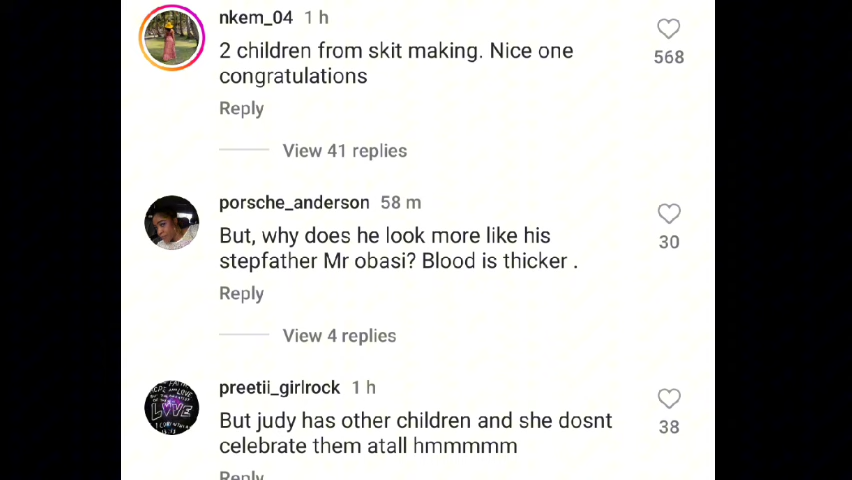 nkem_04 1 h
2 children from skit making. Nice one
congratulations
568
Reply
View 41 replies
porsche_anderson 58 m
But, why does he look more like his
stepfather Mr obasi? Blood is thicker .
30
Reply
View 4 replies
preetii_girlrock 1 h
But judy has other children and she dosnt
celebrate them atall hmmmmm
38
Reply
LOVE